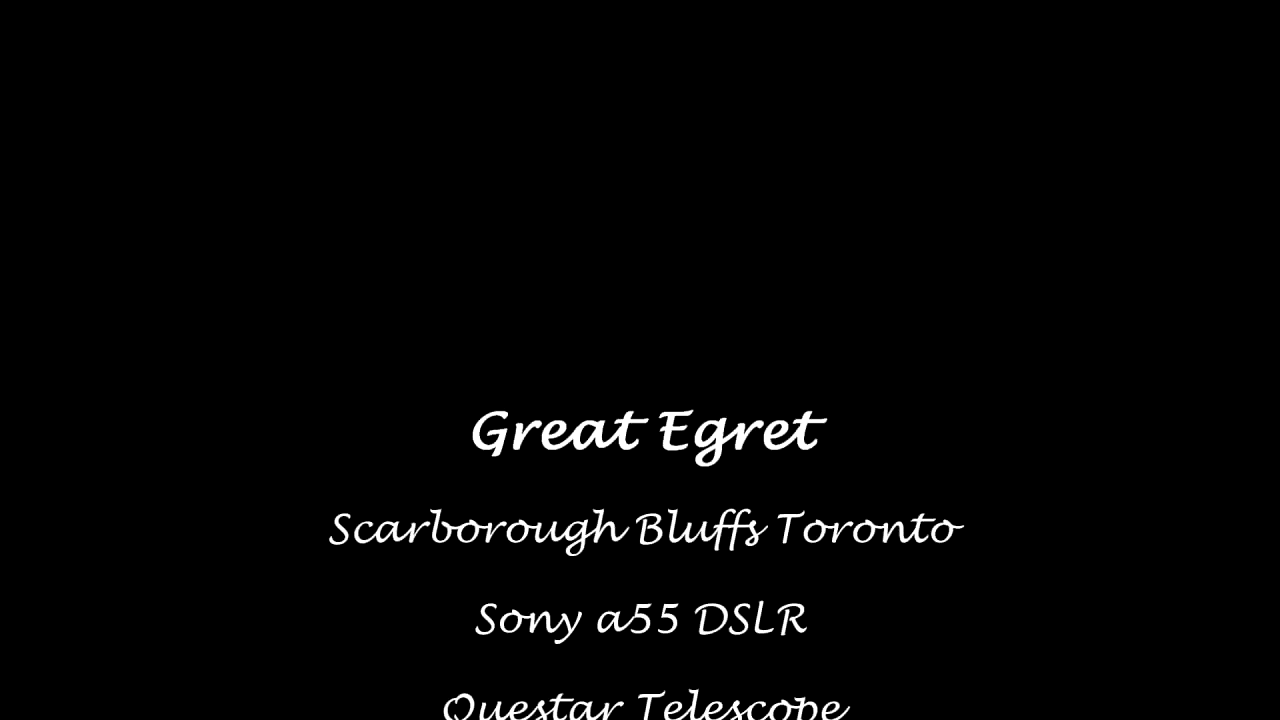 Great Egret
Scarborough Bluffs Toronto
Sony a55 DSLR
Questar Telescope